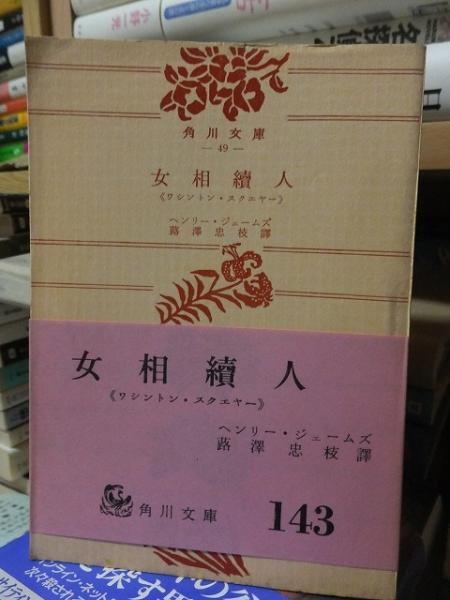 角川文庫
— 49 —
女相續人
《ワシントン・スクエヤー》
ヘンリー・ジェームズ
蕗澤忠枝譯
女相續人
《ワシントン・スクエヤー》
ヘンリー・ジェームズ
蕗澤忠枝譯
角川文庫
143